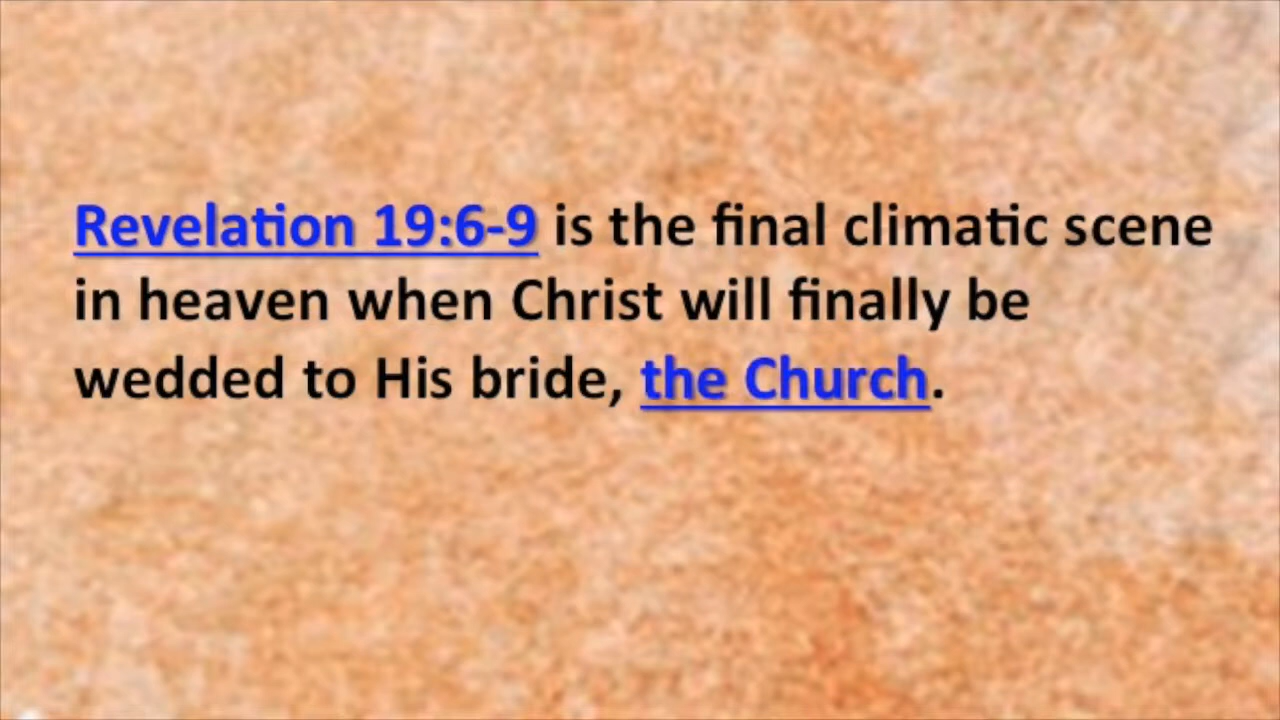 Revelation 19:6-9 is the final climatic scene
in heaven when Christ will finally be
wedded to His bride, the Church.